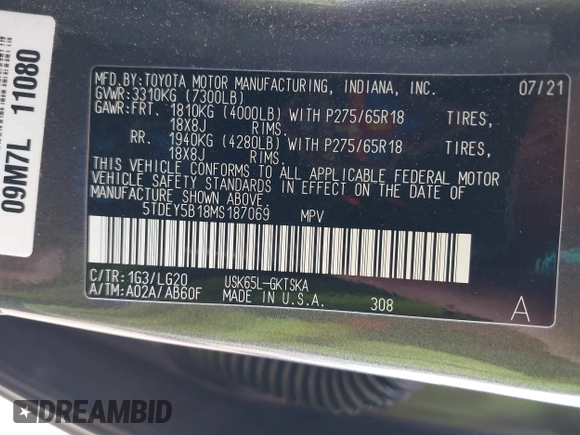 MFD.BY:TOYOTA MOTOR MANUFACTURING, INDIANA, INC. 07/21
GVWR:3310KG (7300LB)
GAWR:FRT. 1810KG (4000LB) WITH P275/65R18 TIRES,
18X8J RIMS.
RR. 1940KG (4280LB) WITH P275/65R18 TIRES,
18X8J RIMS.
THIS VEHICLE CONFORMS TO ALL APPLICABLE FEDERAL MOTOR
VEHICLE SAFETY STANDARDS IN EFFECT ON THE DATE OF
MANUFACTURE SHOWN ABOVE.
5TDEY5B18MS187069 MPV
C/TR:1G3/LG20 USK65L-GKTSKA
A/TM:A02A/AB60F MADE IN U.S.A. 308 A
09M7L 11080
DREAMBID